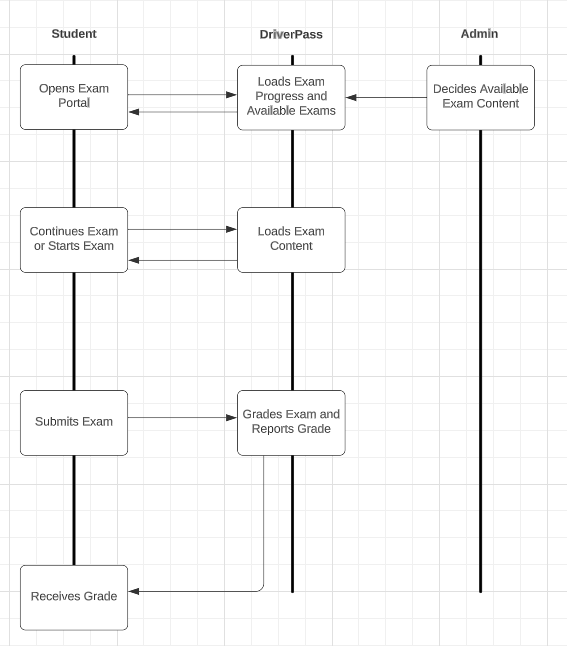 Student
DriverPass
Admin
Opens Exam
Portal
Loads Exam
Progress and
Available Exams
Decides Available
Exam Content
Continues Exam
or Starts Exam
Loads Exam
Content
Submits Exam
Grades Exam and
Reports Grade
Receives Grade